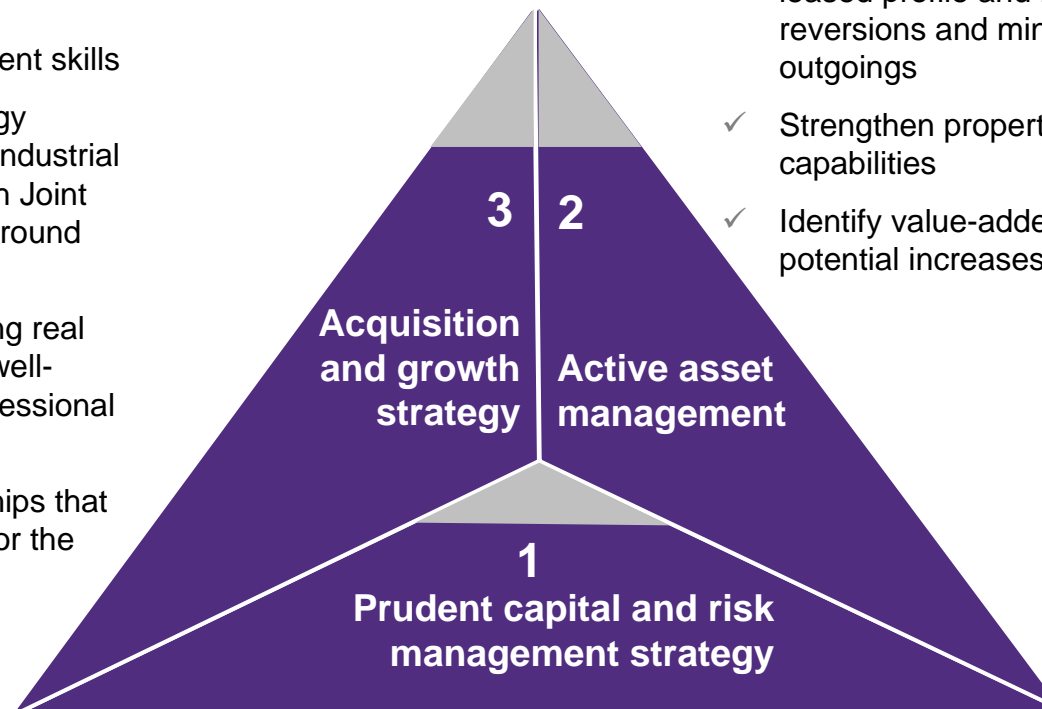 ent skills
gy
ndustrial
n Joint
round
ng real
well-
essional
hips that
or the
3
Acquisition
and growth
strategy
2
Active asset
management
1
Prudent capital and risk
management strategy
reversions and min
outgoings
✓ Strengthen propert
capabilities
✓ Identify value-adde
potential increases